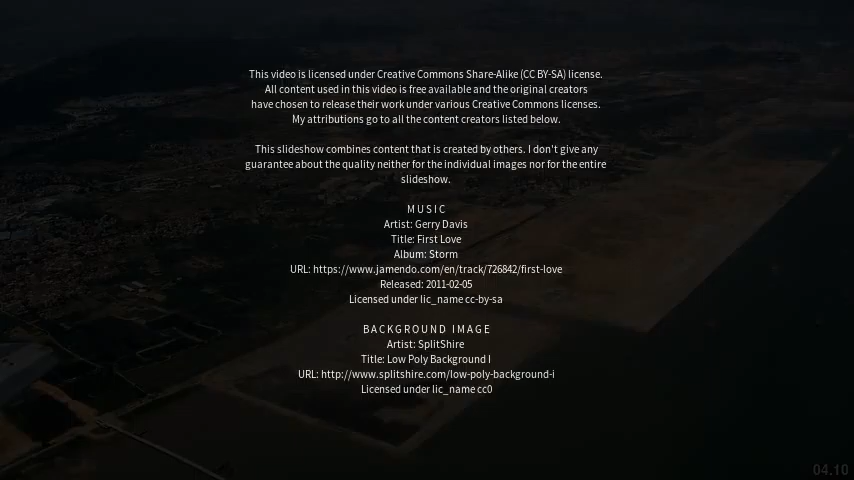 This video is licensed under Creative Commons Share-Alike (CC BY-SA) license.
All content used in this video is free available and the original creators
have chosen to release their work under various Creative Commons licenses.
My attributions go to all the content creators listed below.
This slideshow combines content that is created by others. I don't give any
guarantee about the quality neither for the individual images nor for the entire
slideshow.
MUSIC
Artist: Gerry Davis
Title: First Love
Album: Storm
URL: https://www.jamendo.com/en/track/726842/first-love
Released: 2011-02-05
Licensed under lic_name cc-by-sa
BACKGROUND IMAGE
Artist: SplitShire
Title: Low Poly Background I
URL: http://www.splitshire.com/low-poly-background-i
Licensed under lic_name cc0
04.10